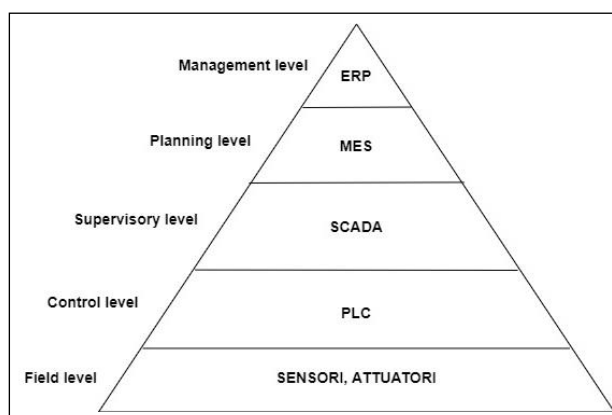 Management level
ERP
Planning level
MES
Supervisory level
SCADA
Control level
PLC
Field level
SENSORI, ATTUATORI